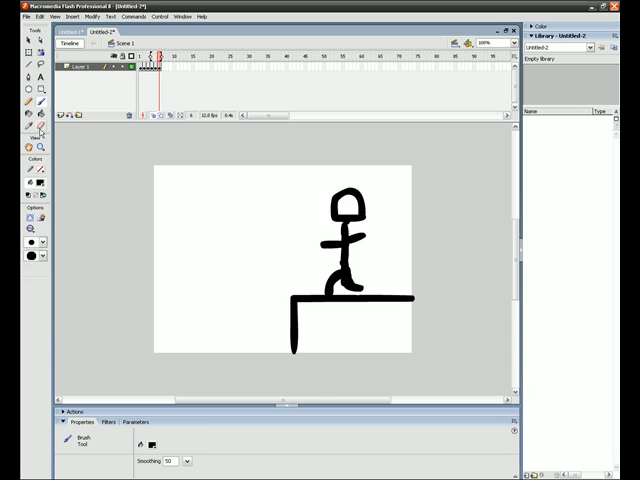 Macromedia Flash Professional 8 - [Untitled-2*]
File Edit View Insert Modify Text Commands Control Window Help
Tools
Untitled-1* Untitled-2*
Timeline Scene 1 100%
1 5 10 15 20 25 30 35 40 45 50 55 60 65 70 75 80 85 90 95
Layer 1
6 12.0 fps 0.4s
View
Colors
Options
Color
Library - Untitled-2
Untitled-2
Empty library
Name Type
Actions
Properties Filters Parameters
Brush
Tool
Smoothing 50